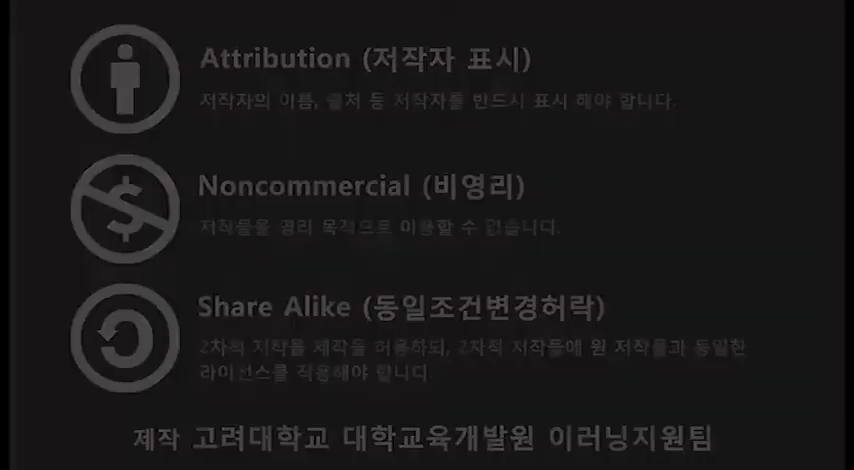 Attribution (저작자 표시)
저작자의 이름, 출처 등 저작자를 반드시 표시 해야 합니다.
Noncommercial (비영리)
저작물을 영리 목적으로 이용할 수 없습니다.
Share Alike (동일조건변경허락)
2차적 저작물 제작을 허용하되, 2차적 저작물에 원 저작물과 동일한
라이선스를 적용해야 합니다.
제작 고려대학교 대학교육개발원 이러닝지원팀